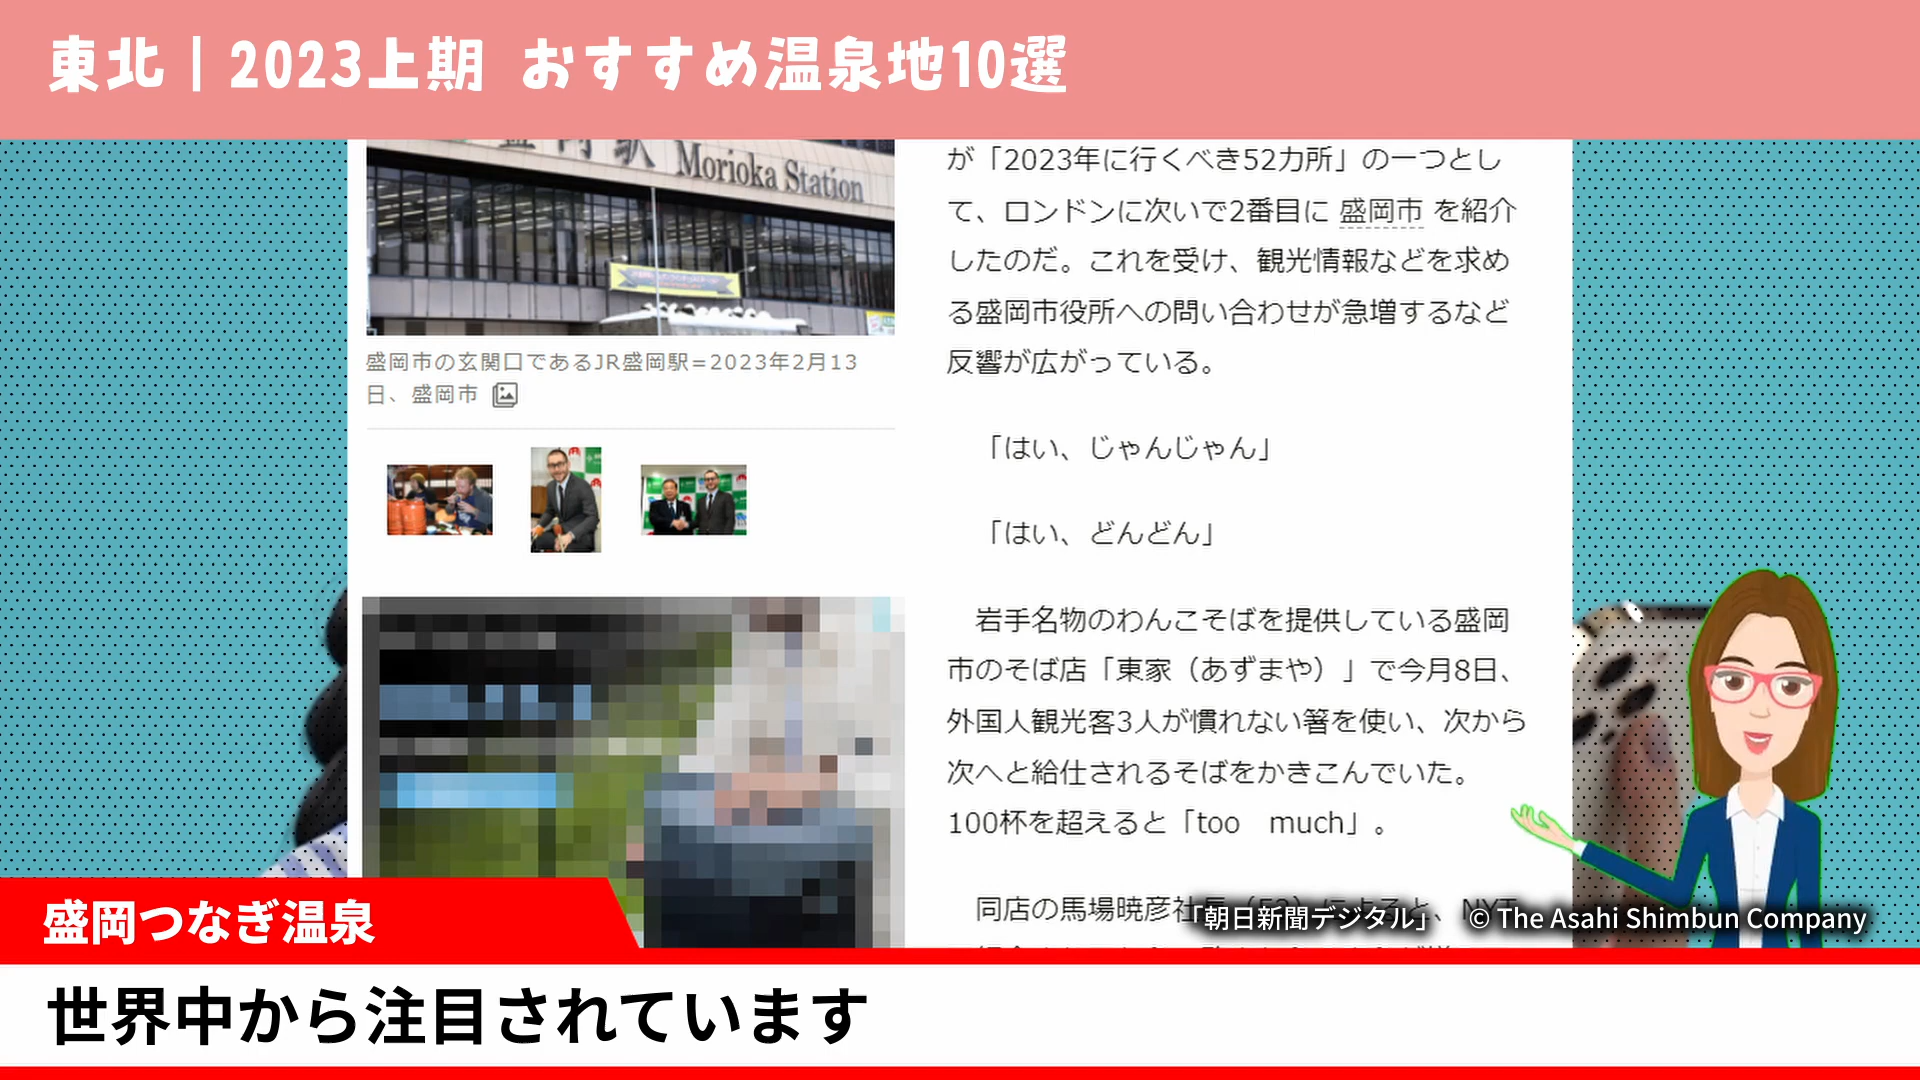 東北｜2023上期 おすすめ温泉地10選
Morioka Station
盛岡市の玄関口であるJR盛岡駅=2023年2月13
日、盛岡市
が「2023年に行くべき52カ所」の一つとし
て、ロンドンに次いで2番目に 盛岡市 を紹介
したのだ。これを受け、観光情報などを求め
る盛岡市役所への問い合わせが急増するなど
反響が広がっている。
「はい、じゃんじゃん」
「はい、どんどん」
岩手名物のわんこそばを提供している盛岡
市のそば店「東家（あずまや）」で今月8日、
外国人観光客3人が慣れない箸を使い、次から
次へと給仕されるそばをかきこんでいた。
100杯を超えると「too much」。
同店の馬場暁彦社長（52）によると、NYT
「朝日新聞デジタル」 © The Asahi Shimbun Company
盛岡つなぎ温泉
世界中から注目されています